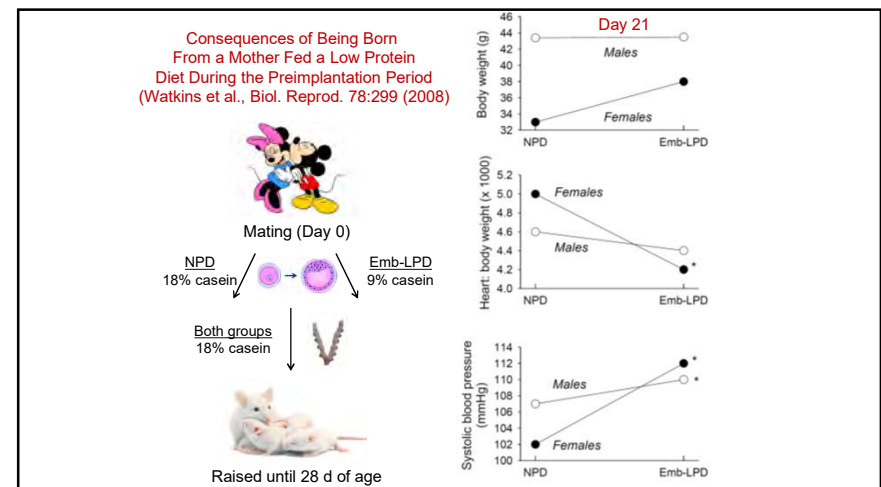 Consequences of Being Born
From a Mother Fed a Low Protein
Diet During the Preimplantation Period
(Watkins et al., Biol. Reprod. 78:299 (2008)
Mating (Day 0)
NPD
18% casein
Emb-LPD
9% casein
Both groups
18% casein
Raised until 28 d of age
Day 21
Body weight (g)
46
44
42
40
38
36
34
32
Males
Females
NPD
Emb-LPD
Heart: body weight (x 1000)
5.2
5.0
4.8
4.6
4.4
4.2
4.0
Females
Males
*
NPD
Emb-LPD
Systolic blood pressure
(mmHg)
114
112
110
108
106
104
102
100
Males
Females
*
*
NPD
Emb-LPD